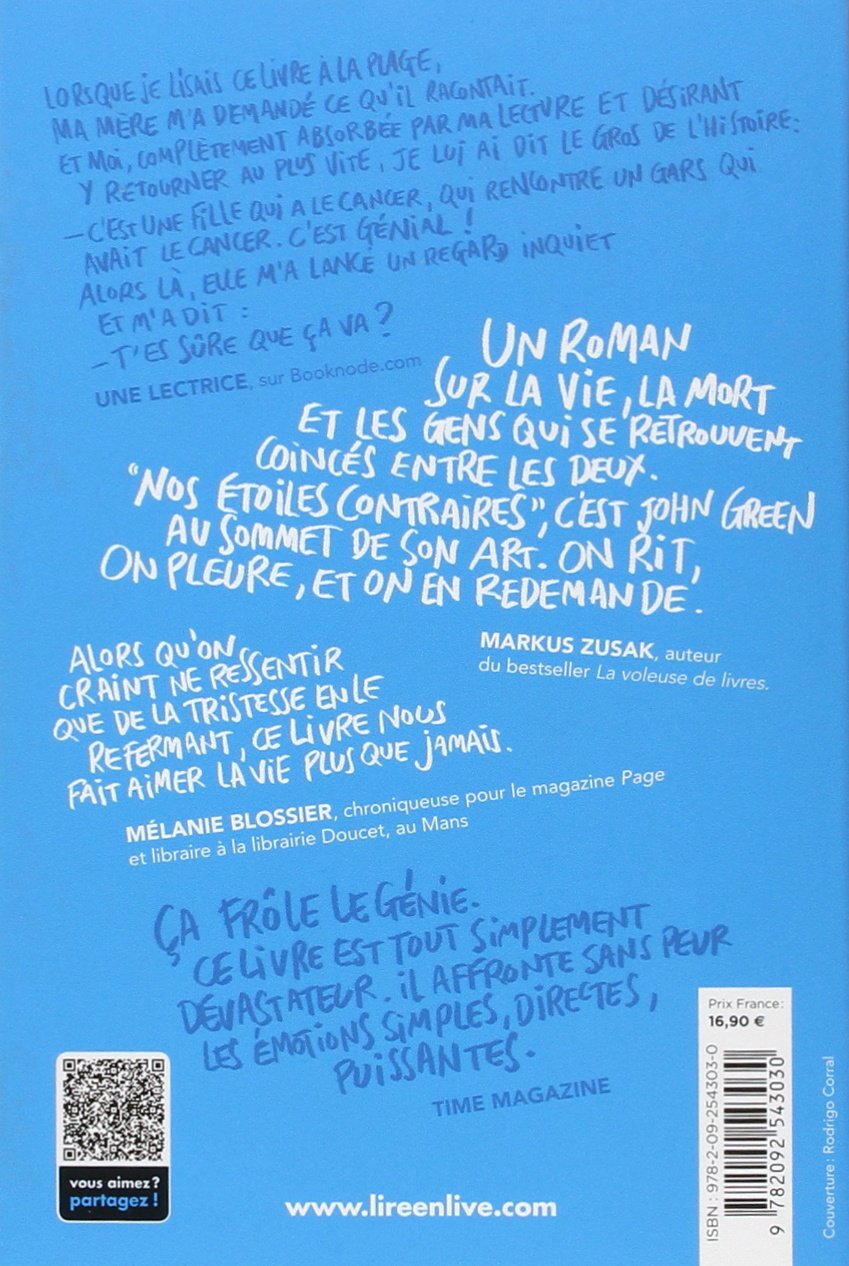 LORSQUE JE LISAIS CE LIVRE À LA PLAGE,
MA MÈRE M'A DEMANDÉ CE QU'IL RACONTAIT.
ET MOI, COMPLÈTEMENT ABSORBÉE PAR MA LECTURE ET DÉSIRANT
Y RETOURNER AU PLUS VITE, JE LUI AI DIT LE GROS DE L'HISTOIRE:
–C'EST UNE FILLE QUI A LE CANCER, QUI RENCONTRE UN GARS QUI
AVAIT LE CANCER. C'EST GÉNIAL !
ALORS LÀ, ELLE M'A LANCÉ UN REGARD INQUIET
ET M'A DIT :
–T'ES SÛRE QUE ÇA VA ?
UNE LECTRICE, sur Booknode.com
UN ROMAN
SUR LA VIE, LA MORT
ET LES GENS QUI SE RETROUVENT
COINCÉS ENTRE LES DEUX.
"NOS ÉTOILES CONTRAIRES", C'EST JOHN GREEN
AU SOMMET DE SON ART. ON RIT,
ON PLEURE, ET ON EN REDEMANDE.
MARKUS ZUSAK, auteur
du bestseller La voleuse de livres.
ALORS QU'ON
CRAINT NE RESSENTIR
QUE DE LA TRISTESSE EN LE
REFERMANT, CE LIVRE NOUS
FAIT AIMER LA VIE PLUS QUE JAMAIS.
MÉLANIE BLOSSIER, chroniqueuse pour le magazine Page
et libraire à la librairie Doucet, au Mans
ÇA FRÔLE LE GÉNIE.
CE LIVRE EST TOUT SIMPLEMENT
DÉVASTATEUR. IL AFFRONTE SANS PEUR
LES ÉMOTIONS SIMPLES, DIRECTES,
PUISSANTES.
TIME MAGAZINE
vous aimez?
partagez !
www.lireenlive.com
Prix France:
16,90 €
ISBN : 978-2-09-254303-0
9 782092 543030
Couverture : Rodrigo Corral